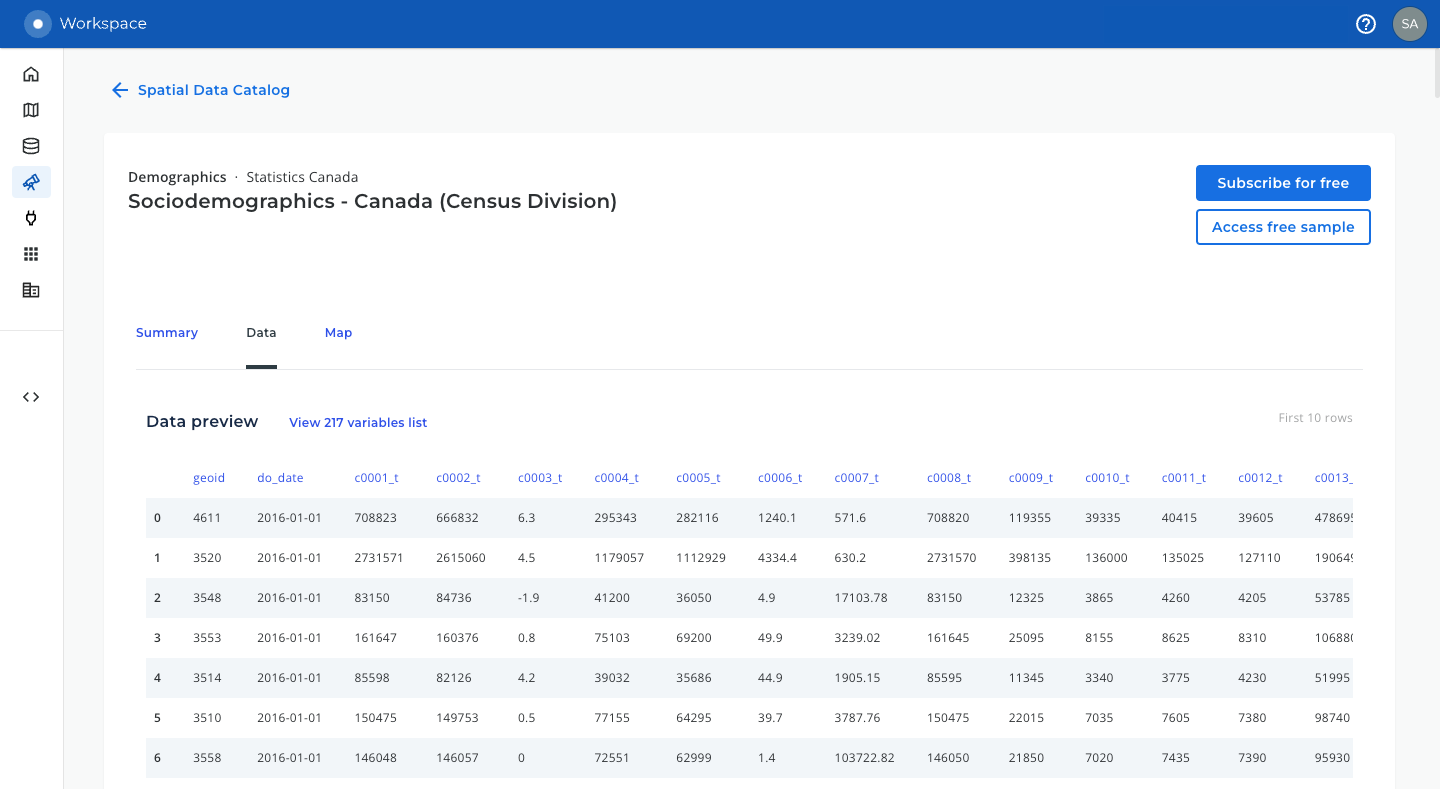 Workspace
SA
Spatial Data Catalog
Demographics · Statistics Canada
Sociodemographics - Canada (Census Division)
Subscribe for free
Access free sample
Summary Data Map
Data preview View 217 variables list First 10 rows
geoid do_date c0001_t c0002_t c0003_t c0004_t c0005_t c0006_t c0007_t c0008_t c0009_t c0010_t c0011_t c0012_t c0013_
0 4611 2016-01-01 708823 666832 6.3 295343 282116 1240.1 571.6 708820 119355 39335 40415 39605 478695
1 3520 2016-01-01 2731571 2615060 4.5 1179057 1112929 4334.4 630.2 2731570 398135 136000 135025 127110 190649
2 3548 2016-01-01 83150 84736 -1.9 41200 36050 4.9 17103.78 83150 12325 3865 4260 4205 53785
3 3553 2016-01-01 161647 160376 0.8 75103 69200 49.9 3239.02 161645 25095 8155 8625 8310 106880
4 3514 2016-01-01 85598 82126 4.2 39032 35686 44.9 1905.15 85595 11345 3340 3775 4230 51995
5 3510 2016-01-01 150475 149753 0.5 77155 64295 39.7 3787.76 150475 22015 7035 7605 7380 98740
6 3558 2016-01-01 146048 146057 0 72551 62999 1.4 103722.82 146050 21850 7020 7435 7390 95930